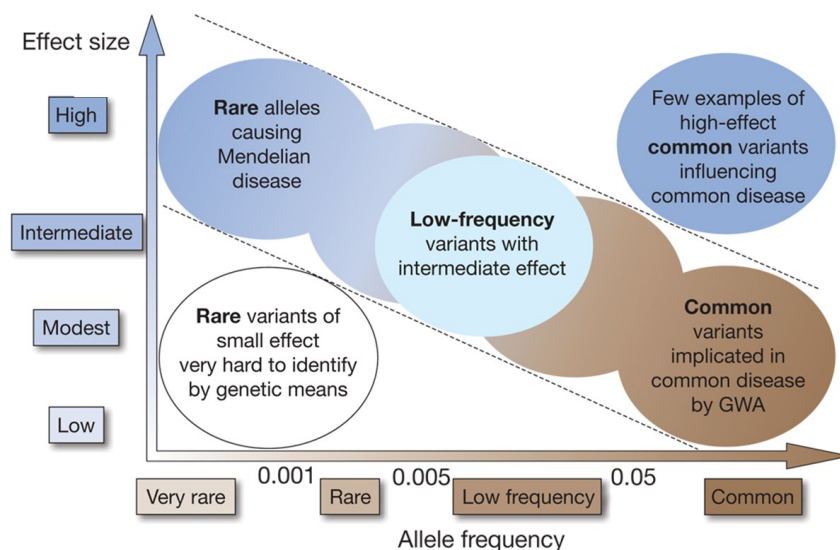 Effect size
High
Intermediate
Modest
Low
Rare alleles
causing
Mendelian
disease
Few examples of
high-effect
common variants
influencing
common disease
Low-frequency
variants with
intermediate effect
Rare variants of
small effect
very hard to identify
by genetic means
Common
variants
implicated in
common disease
by GWA
0.001
0.005
0.05
Very rare
Rare
Low frequency
Common
Allele frequency